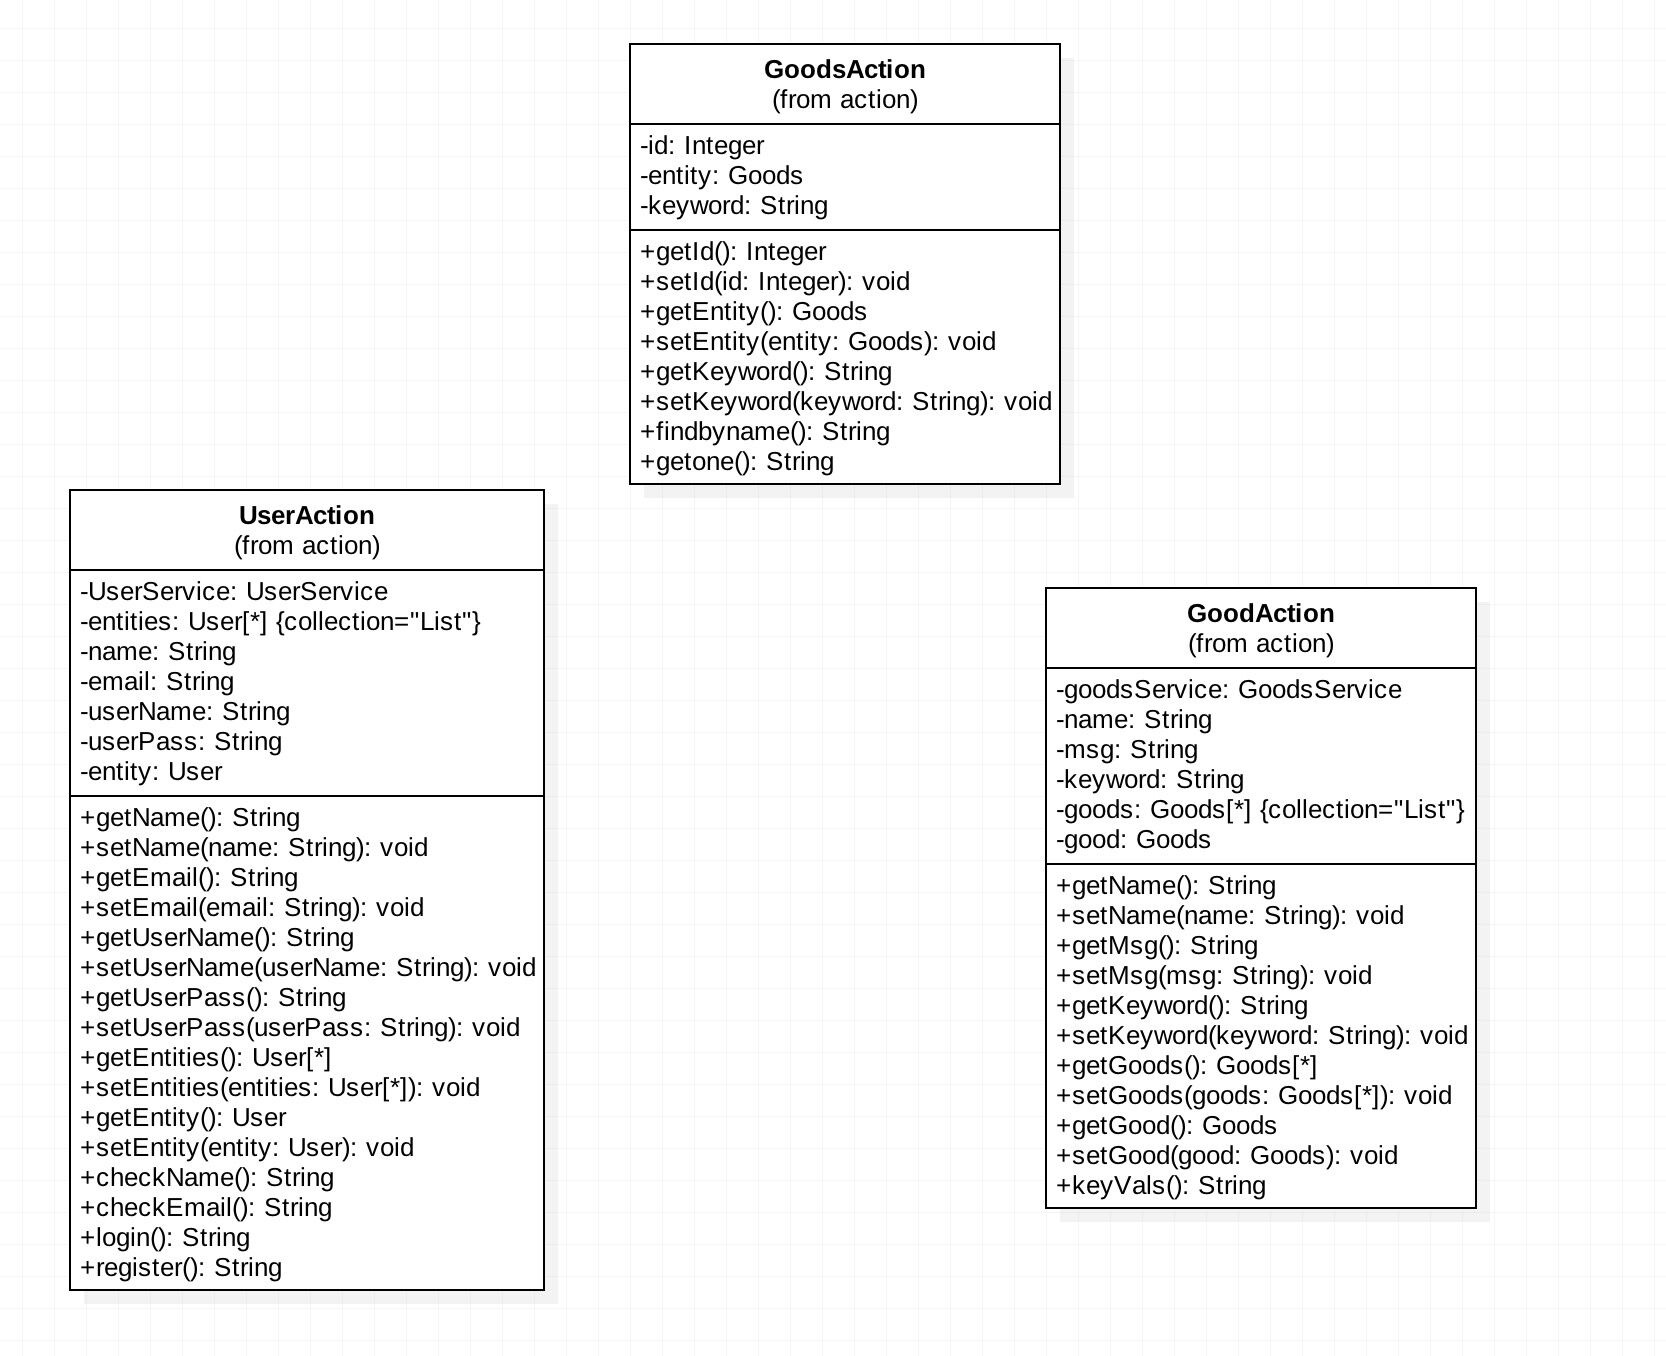 GoodsAction
(from action)
-id: Integer
-entity: Goods
-keyword: String
+getId(): Integer
+setId(id: Integer): void
+getEntity(): Goods
+setEntity(entity: Goods): void
+getKeyword(): String
+setKeyword(keyword: String): void
+findbyname(): String
+getone(): String
UserAction
(from action)
-UserService: UserService
-entities: User[*] {collection="List"}
-name: String
-email: String
-userName: String
-userPass: String
-entity: User
+getName(): String
+setName(name: String): void
+getEmail(): String
+setEmail(email: String): void
+getUserName(): String
+setUserName(userName: String): void
+getUserPass(): String
+setUserPass(userPass: String): void
+getEntities(): User[*]
+setEntities(entities: User[*]): void
+getEntity(): User
+setEntity(entity: User): void
+checkName(): String
+checkEmail(): String
+login(): String
+register(): String
GoodAction
(from action)
-goodsService: GoodsService
-name: String
-msg: String
-keyword: String
-goods: Goods[*] {collection="List"}
-good: Goods
+getName(): String
+setName(name: String): void
+getMsg(): String
+setMsg(msg: String): void
+getKeyword(): String
+setKeyword(keyword: String): void
+getGoods(): Goods[*]
+setGoods(goods: Goods[*]): void
+getGood(): Goods
+setGood(good: Goods): void
+keyVals(): String